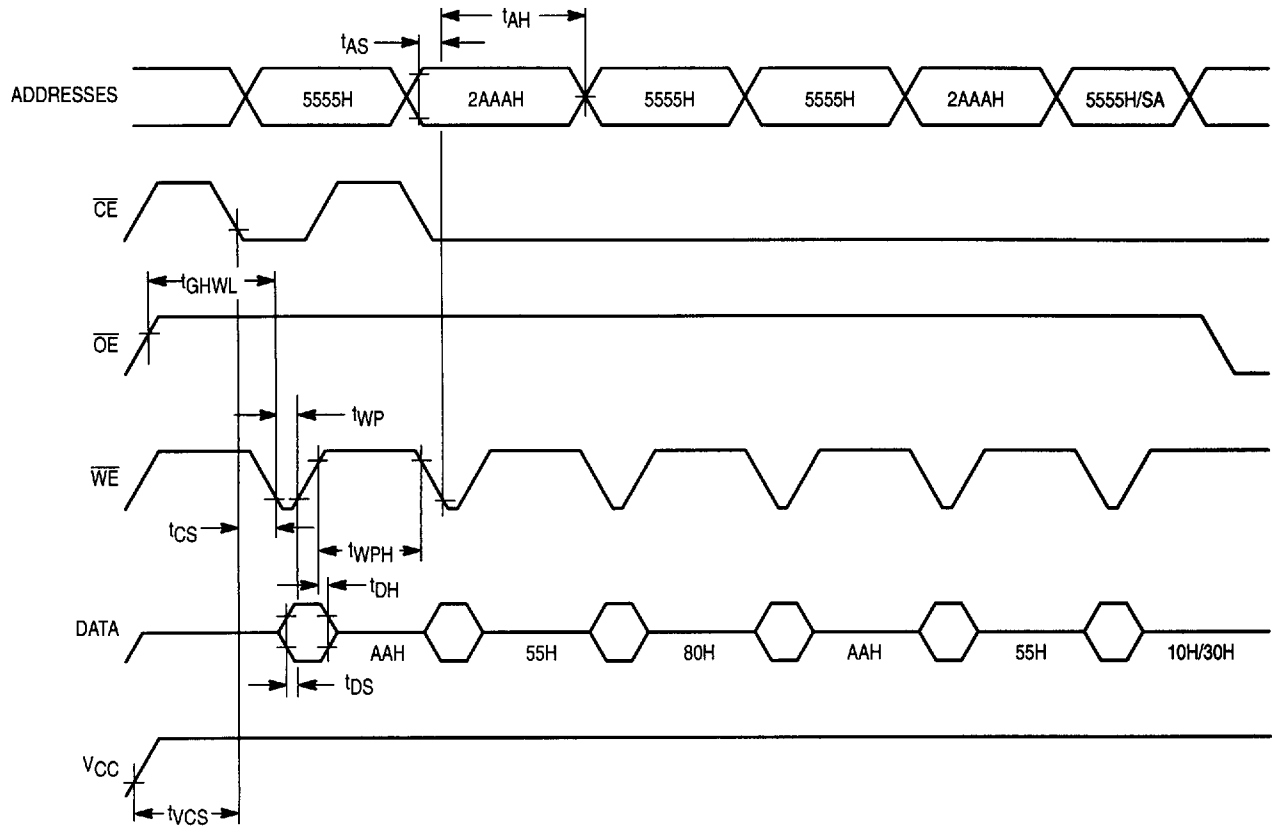 tAH
tAS
ADDRESSES 5555H 2AAAH 5555H 5555H 2AAAH 5555H/SA
CE
tGHWL
OE
tWP
WE
tCS
tWPH
tDH
DATA
AAH 55H 80H AAH 55H 10H/30H
tDS
VCC
tVCS